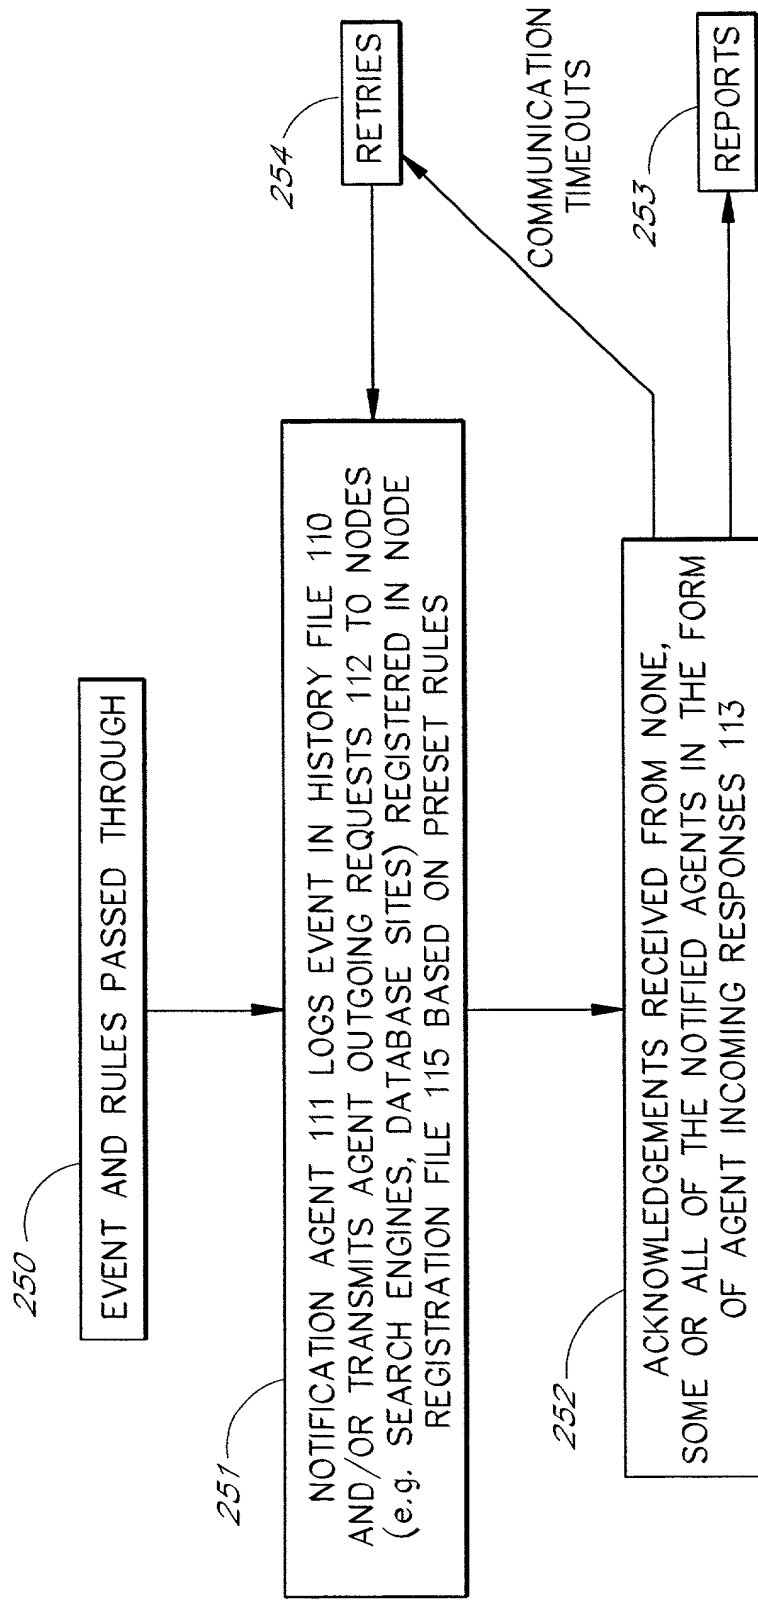 250
EVENT AND RULES PASSED THROUGH
251
NOTIFICATION AGENT 111 LOGS EVENT IN HISTORY FILE 110
AND/OR TRANSMITS AGENT OUTGOING REQUESTS 112 TO NODES
(e.g. SEARCH ENGINES, DATABASE SITES) REGISTERED IN NODE
REGISTRATION FILE 115 BASED ON PRESET RULES
254
RETRIES
252
ACKNOWLEDGEMENTS RECEIVED FROM NONE,
SOME OR ALL OF THE NOTIFIED AGENTS IN THE FORM
OF AGENT INCOMING RESPONSES 113
COMMUNICATION
TIMEOUTS
253
REPORTS